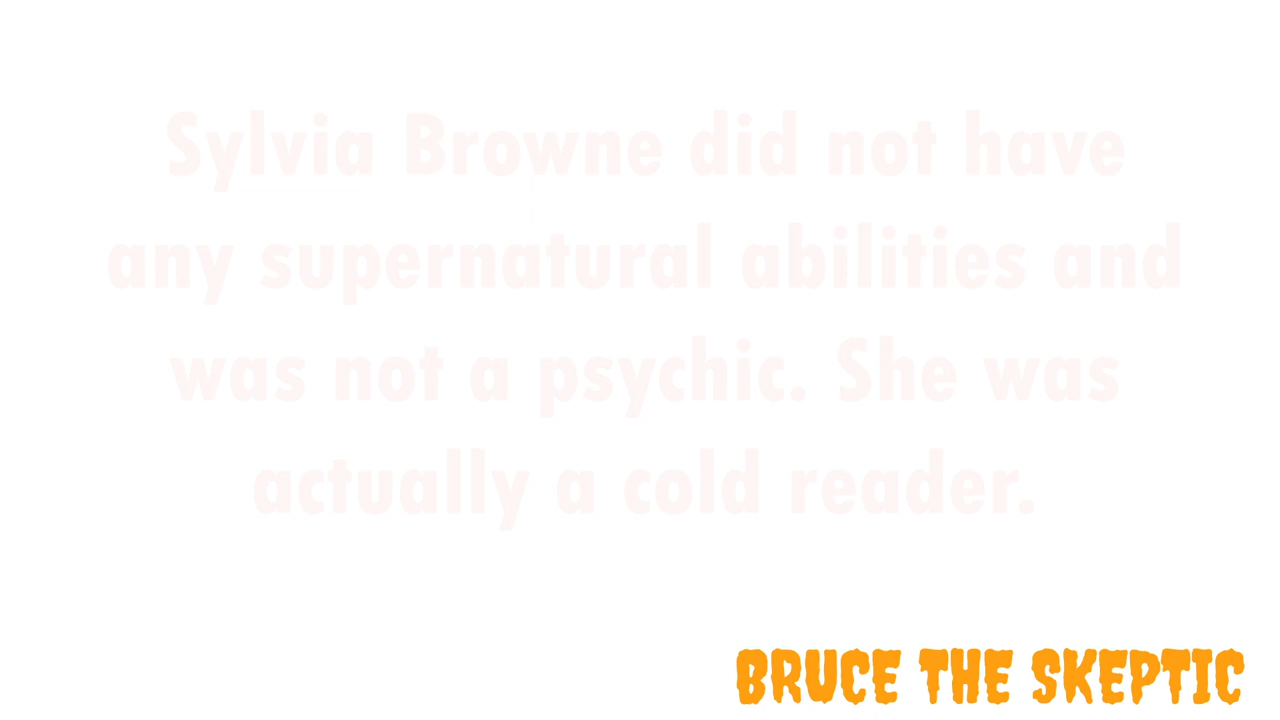 Sylvia Browne did not have
any supernatural abilities and
was not a psychic. She was
actually a cold reader.
BRUCE THE SKEPTIC